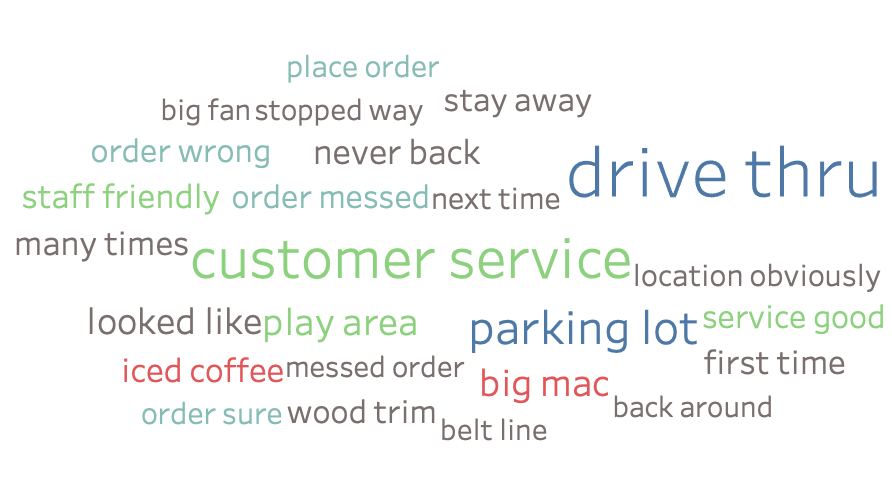 place order
big fan stopped way stay away
order wrong never back
drive thru
staff friendly order messed next time
many times customer service
location obviously
looked like play area parking lot service good
iced coffee messed order big mac first time
order sure wood trim belt line back around